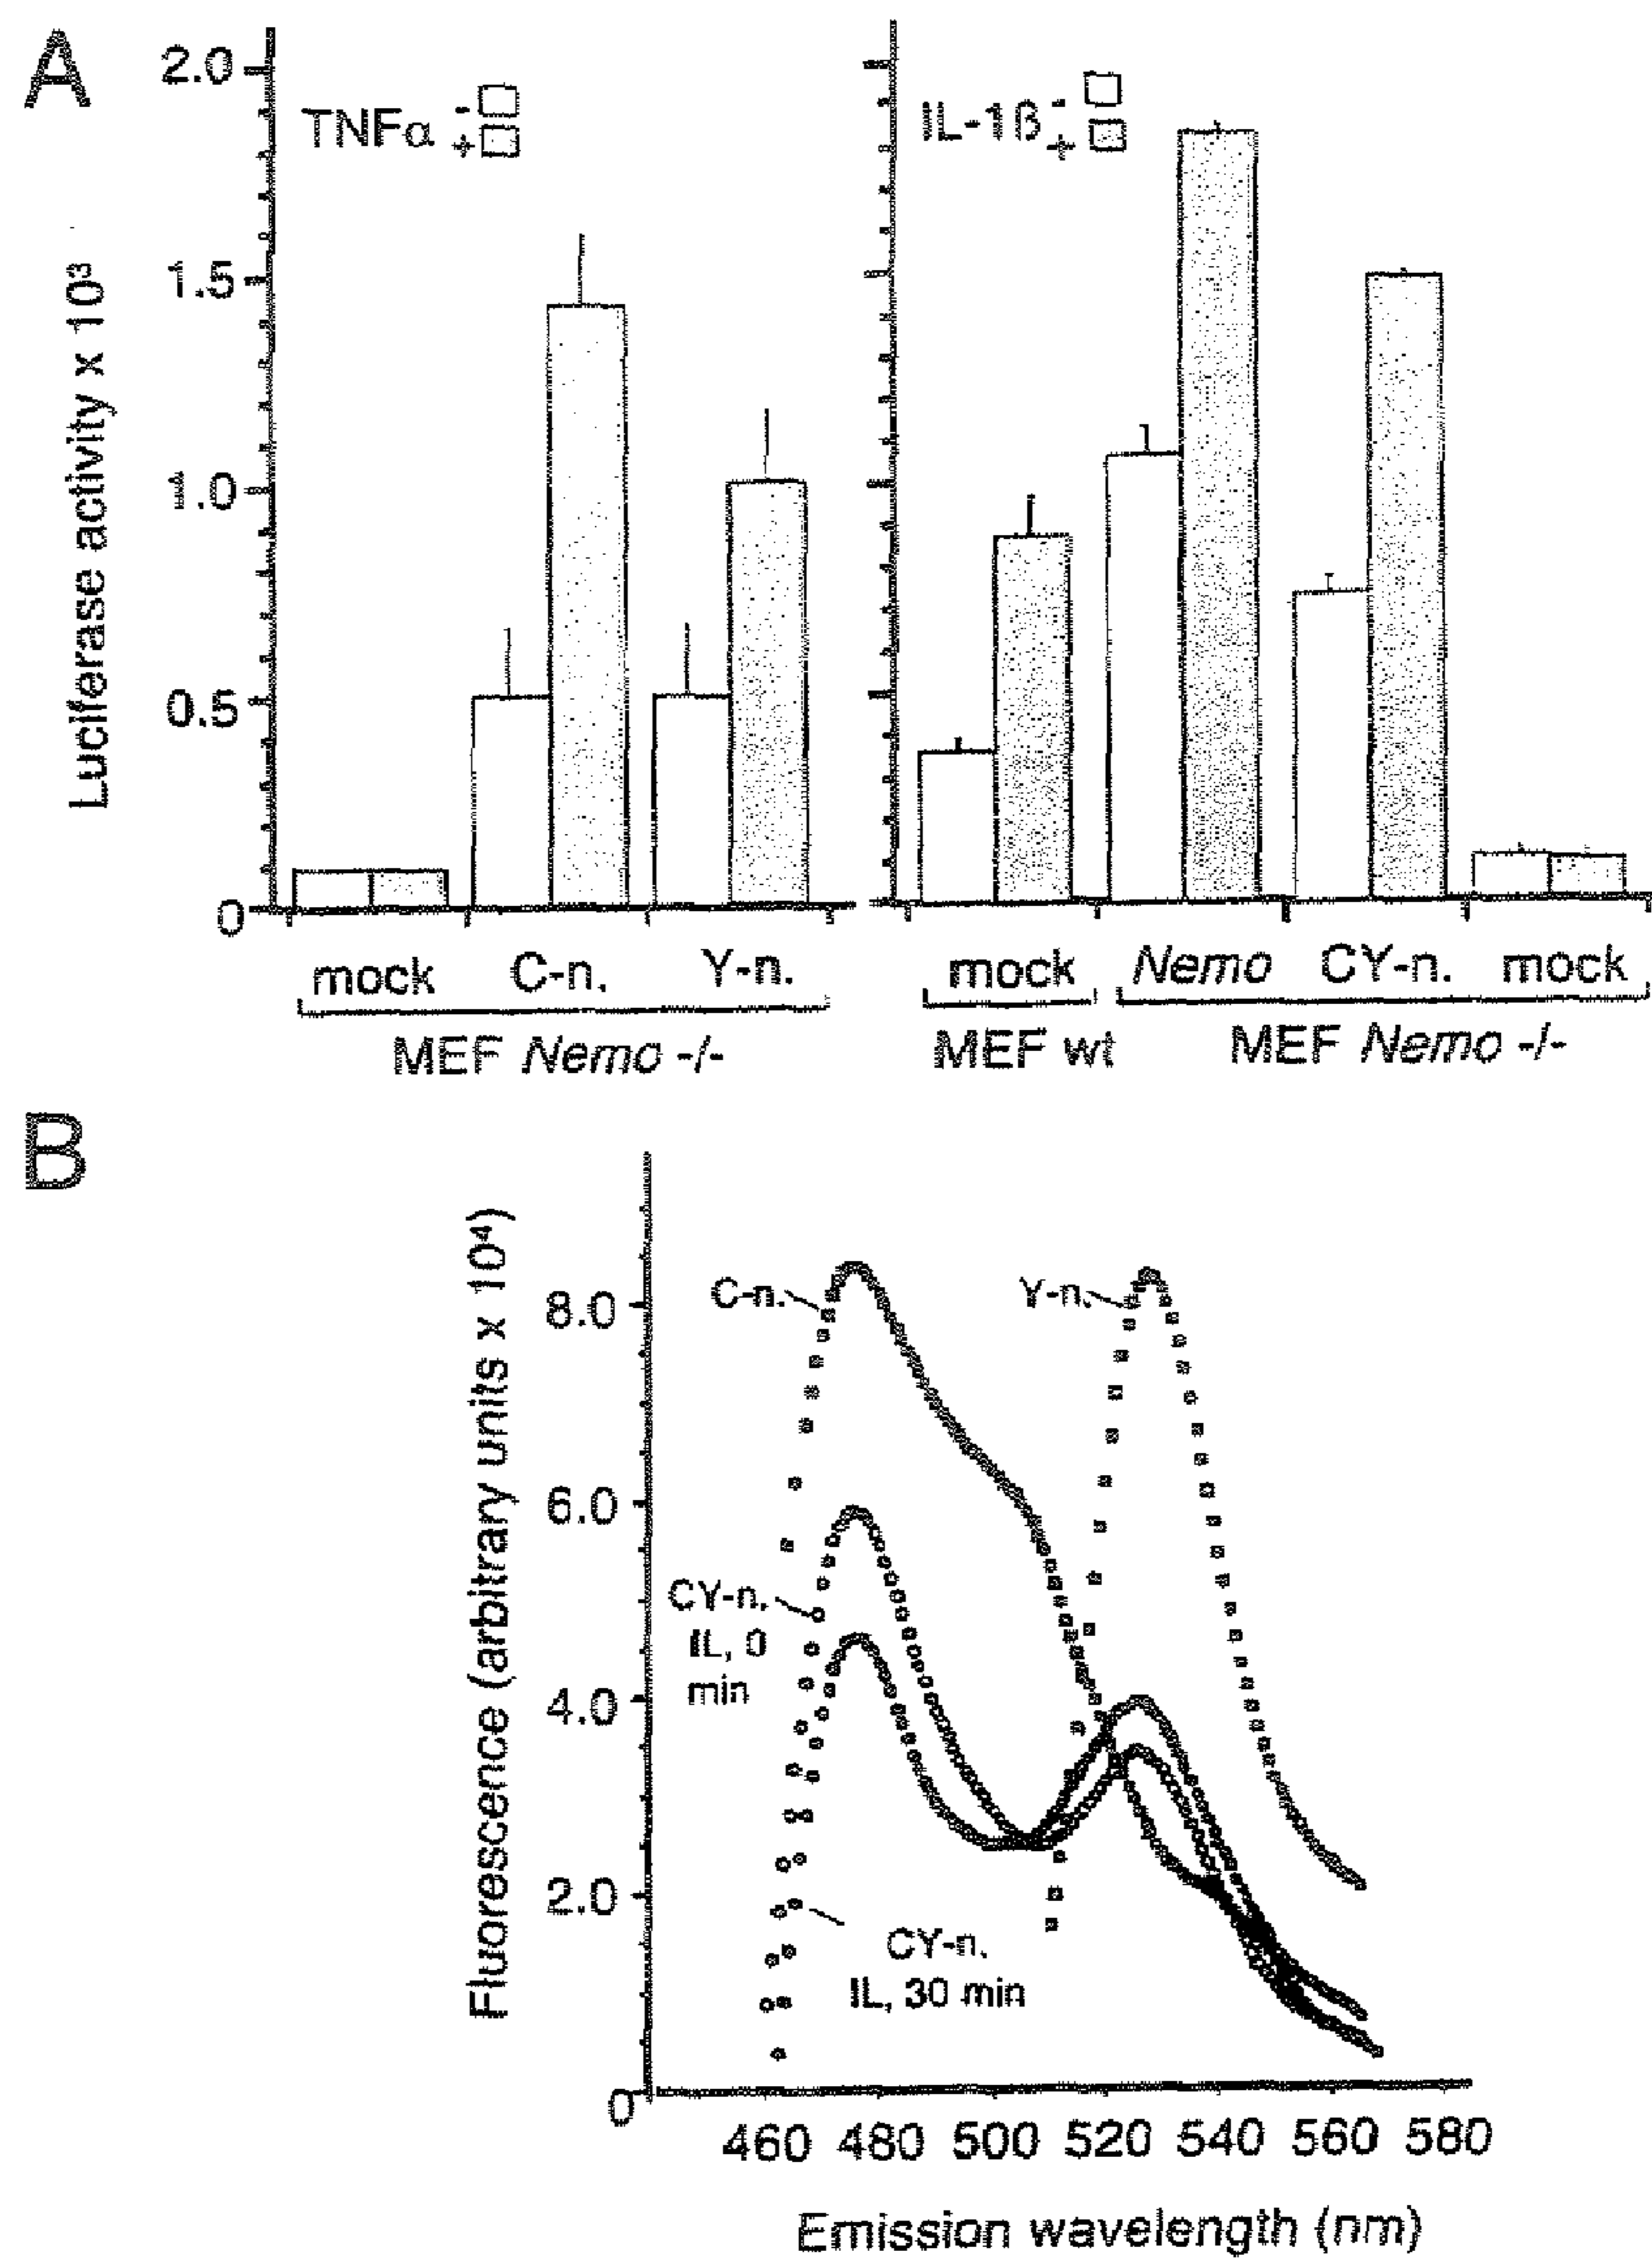 A
Luciferase activity x 10³
2.0
1.5
1.0
0.5
0
TNFα - +
IL-1β - +
mock C-n. Y-n.
MEF Nemo -/-
mock Nemo CY-n. mock
MEF wt MEF Nemo -/-
B
Fluorescence (arbitrary units x 10⁴)
8.0
6.0
4.0
2.0
0
C-n.
Y-n.
CY-n.
IL, 0
min
CY-n.
IL, 30 min
460 480 500 520 540 560 580
Emission wavelength (nm)